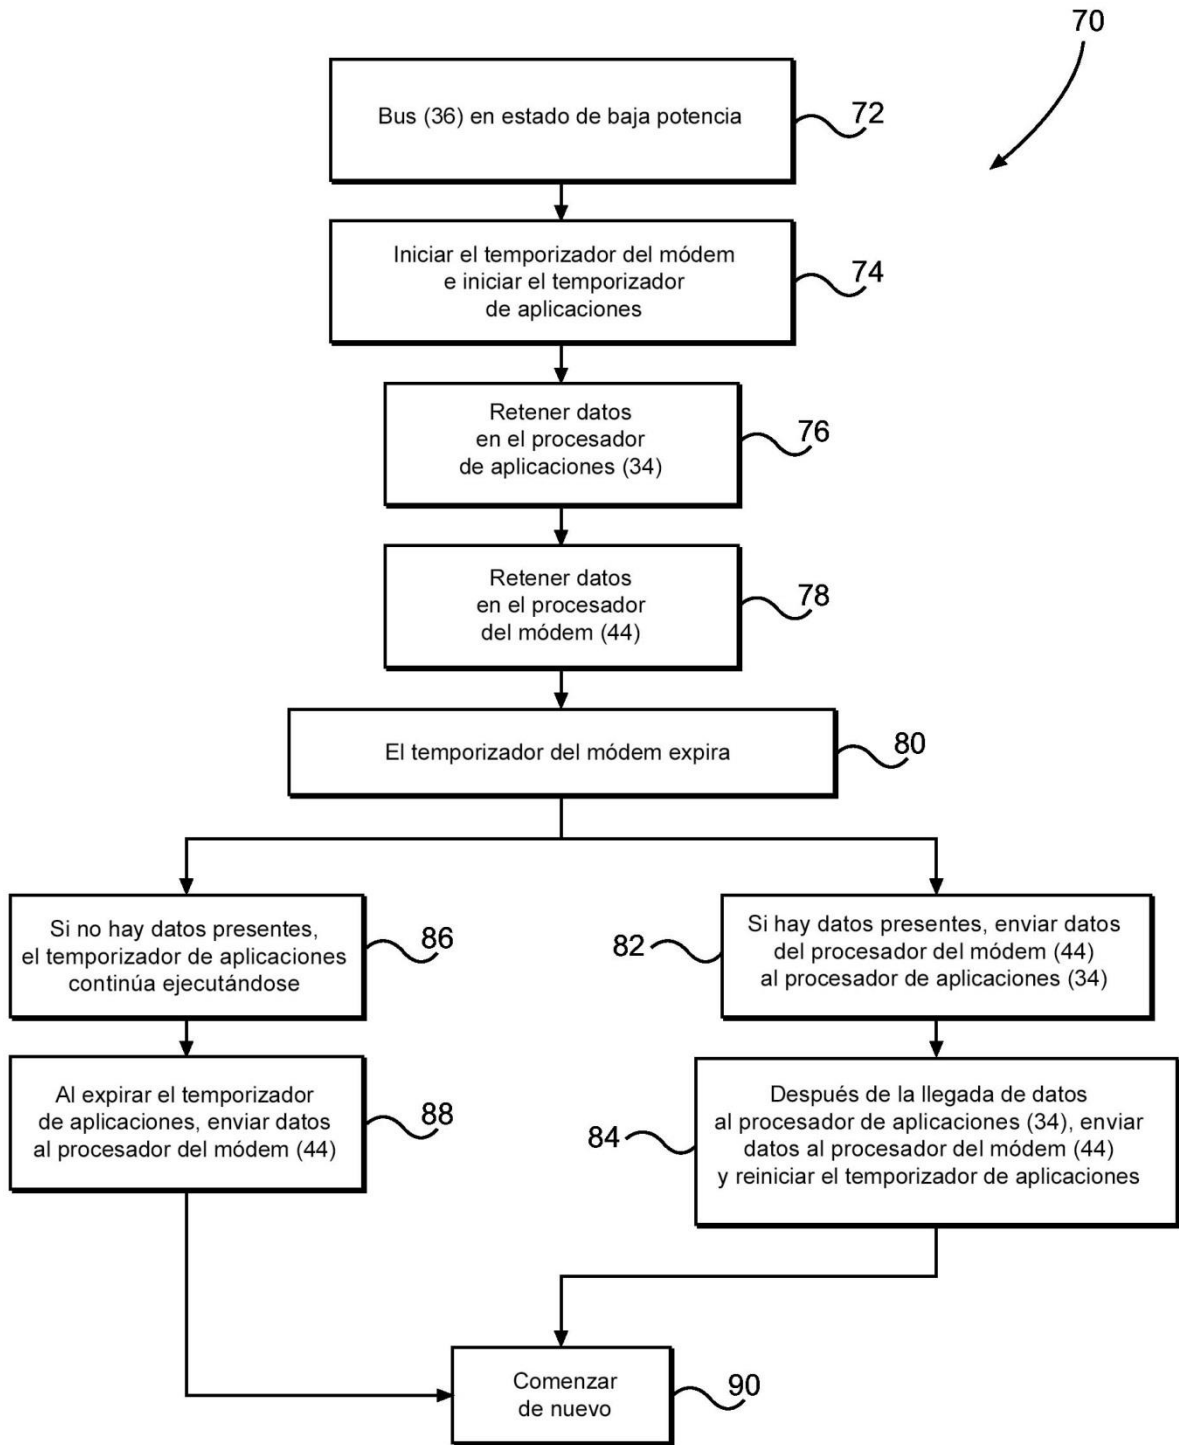 70
Bus (36) en estado de baja potencia
72
Iniciar el temporizador del módem
e iniciar el temporizador
de aplicaciones
74
Retener datos
en el procesador
de aplicaciones (34)
76
Retener datos
en el procesador
del módem (44)
78
El temporizador del módem expira
80
Si no hay datos presentes,
el temporizador de aplicaciones
continúa ejecutándose
86
82
Si hay datos presentes, enviar datos
del procesador del módem (44)
al procesador de aplicaciones (34)
Al expirar el temporizador
de aplicaciones, enviar datos
al procesador del módem (44)
88
84
Después de la llegada de datos
al procesador de aplicaciones (34), enviar
datos al procesador del módem (44)
y reiniciar el temporizador de aplicaciones
Comenzar
de nuevo
90